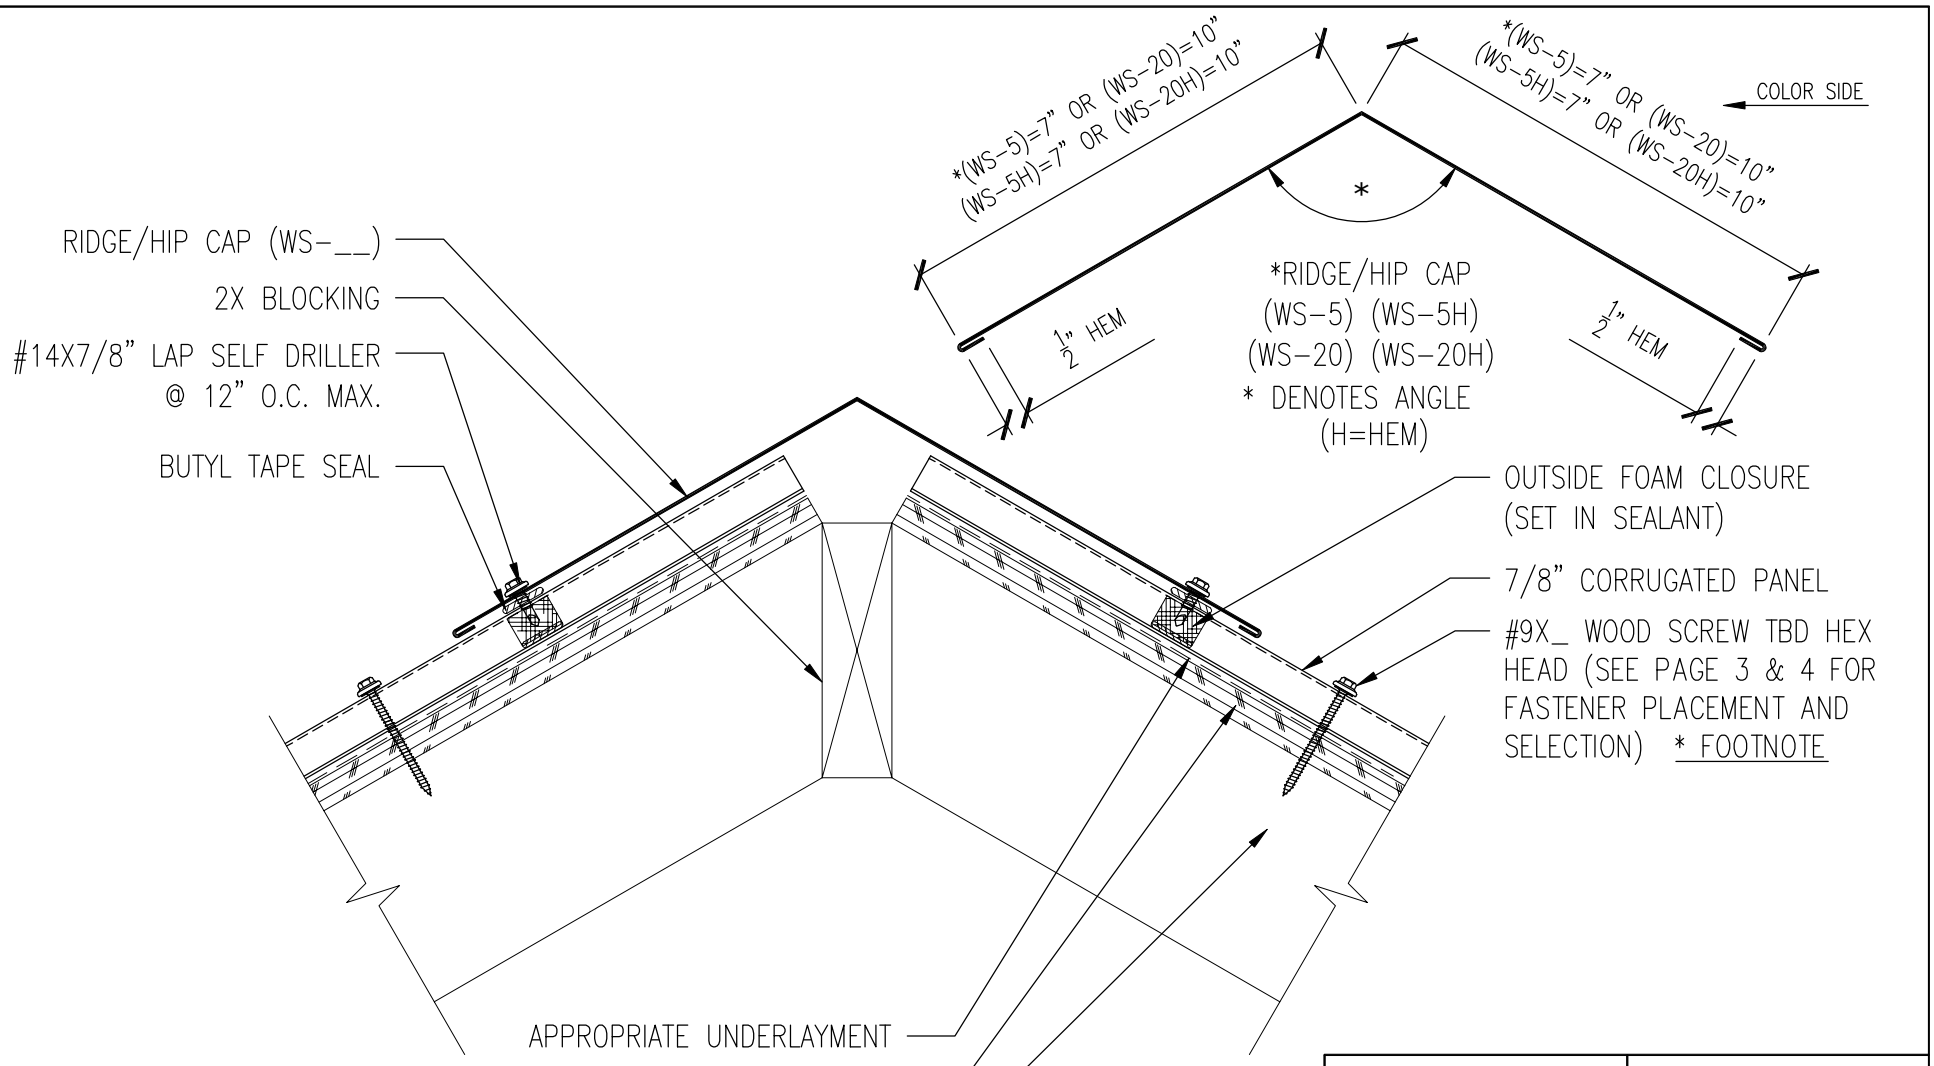 *(WS-5)=7" OR (WS-20)=10"
(WS-5H)=7" OR (WS-20H)=10"
*(WS-5)=7" OR (WS-20)=10"
(WS-5H)=7" OR (WS-20H)=10"
COLOR SIDE
*
*RIDGE/HIP CAP
(WS-5) (WS-5H)
(WS-20) (WS-20H)
* DENOTES ANGLE
(H=HEM)
1/2" HEM
1/2" HEM
RIDGE/HIP CAP (WS-__)
2X BLOCKING
#14X7/8" LAP SELF DRILLER
@ 12" O.C. MAX.
BUTYL TAPE SEAL
OUTSIDE FOAM CLOSURE
(SET IN SEALANT)
7/8" CORRUGATED PANEL
#9X_ WOOD SCREW TBD HEX
HEAD (SEE PAGE 3 & 4 FOR
FASTENER PLACEMENT AND
SELECTION) * FOOTNOTE
APPROPRIATE UNDERLAYMENT